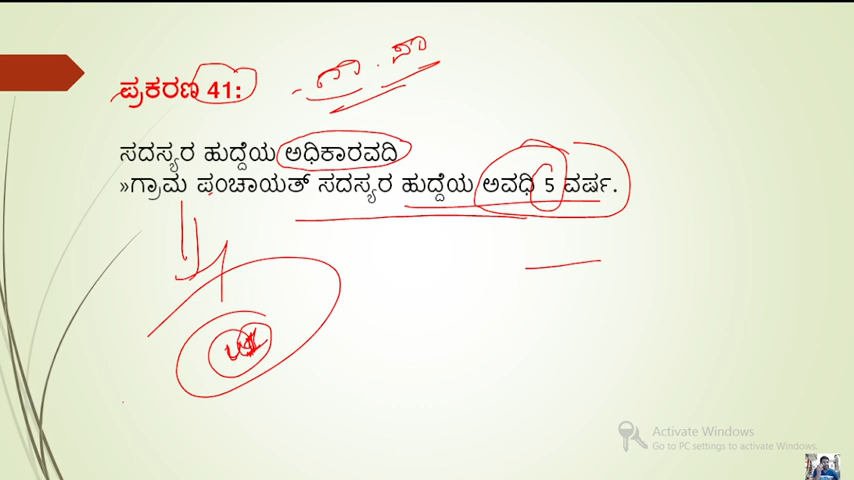 ಪ್ರಕರಣ 41:
ಸದಸ್ಯರ ಹುದ್ದೆಯ ಅಧಿಕಾರವದಿ
»ಗ್ರಾಮ ಪಂಚಾಯತ್ ಸದಸ್ಯರ ಹುದ್ದೆಯ ಅವಧಿ 5 ವರ್ಷ.
Activate Windows
Go to PC settings to activate Windows.